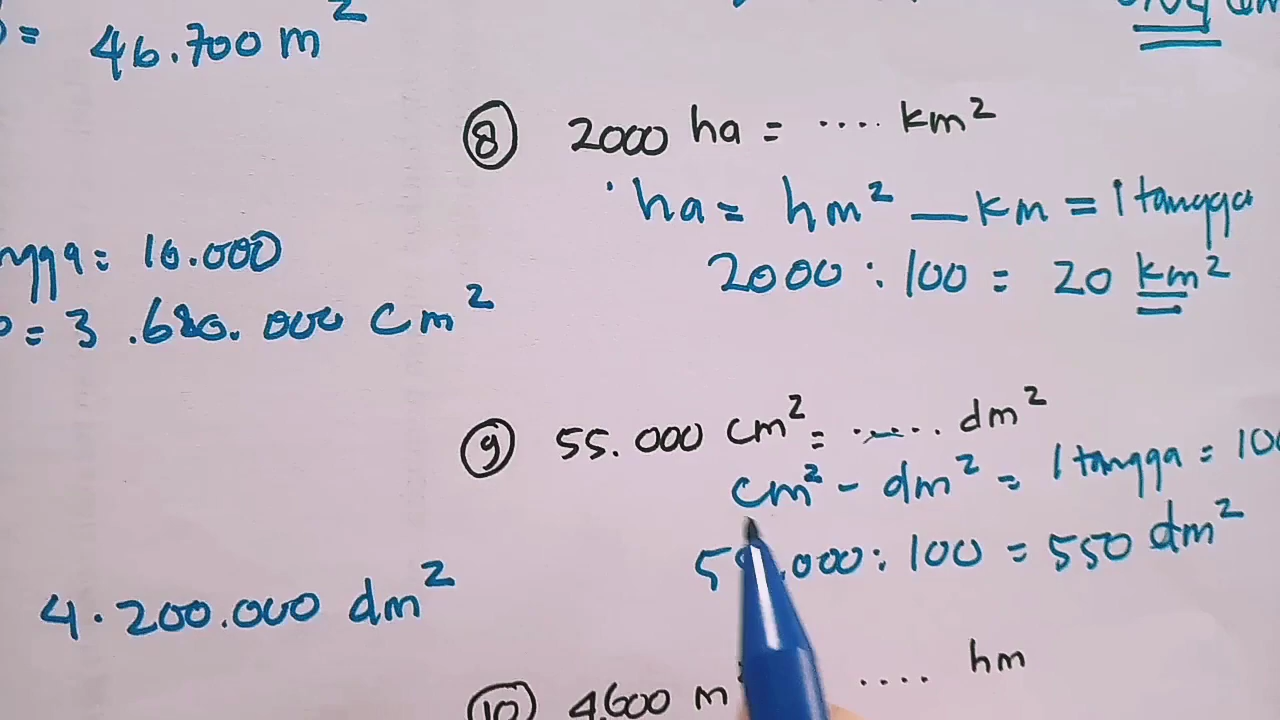 = 46.700 m²
⑧ 2000 ha = .... km²
ha = hm² — km = 1 tangga
2000 : 100 = 20 km²
= 10.000
= 3.680.000 cm²
⑨ 55.000 cm² = ...... dm²
cm² - dm² = 1 tangga = 100
55.000 : 100 = 550 dm²
4.200.000 dm²
⑩ 4.600 m .... hm